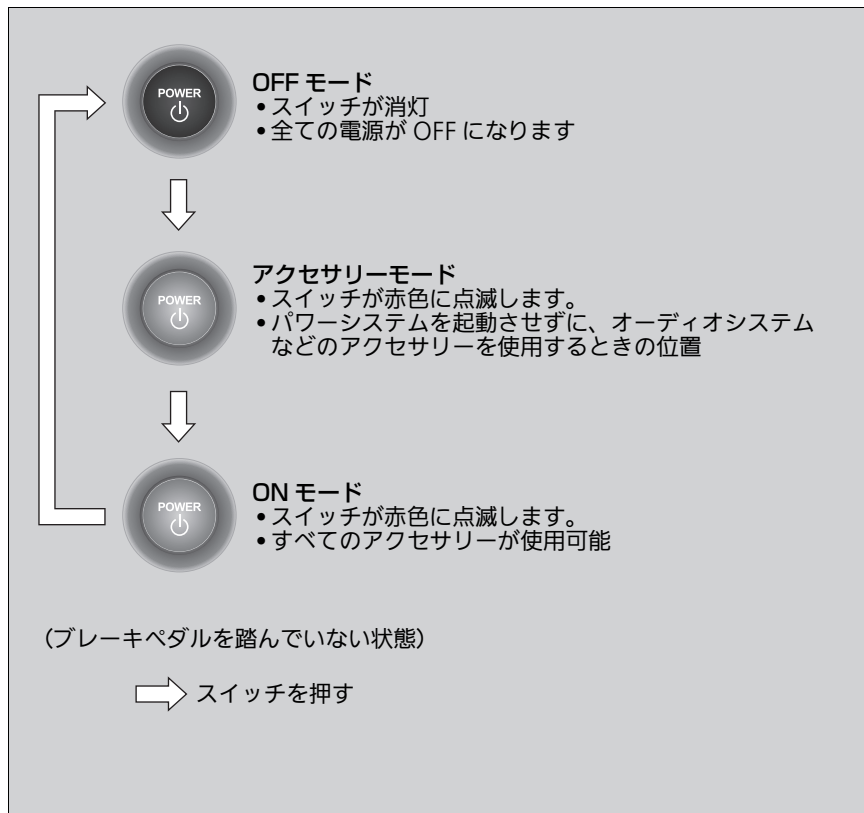 POWER
OFF モード
•スイッチが消灯
•全ての電源が OFF になります
POWER
アクセサリーモード
•スイッチが赤色に点滅します。
•パワーシステムを起動させずに、オーディオシステム
などのアクセサリーを使用するときの位置
POWER
ON モード
•スイッチが赤色に点滅します。
•すべてのアクセサリーが使用可能
(ブレーキペダルを踏んでいない状態)
スイッチを押す